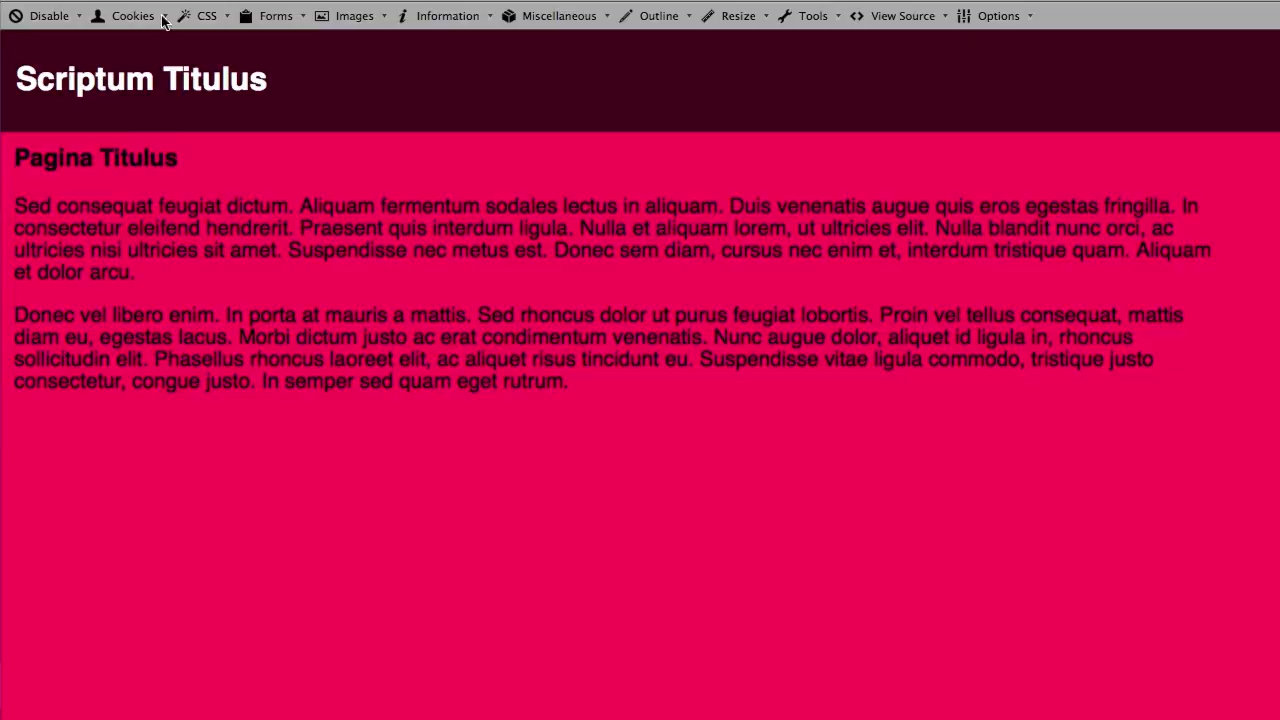 Disable Cookies CSS Forms Images Information Miscellaneous Outline Resize Tools View Source Options
Scriptum Titulus
Pagina Titulus
Sed consequat feugiat dictum. Aliquam fermentum sodales lectus in aliquam. Duis venenatis augue quis eros egestas fringilla. In
consectetur eleifend hendrerit. Praesent quis interdum ligula. Nulla et aliquam lorem, ut ultricies elit. Nulla blandit nunc orci, ac
ultricies nisi ultricies sit amet. Suspendisse nec metus est. Donec sem diam, cursus nec enim et, interdum tristique quam. Aliquam
et dolor arcu.
Donec vel libero enim. In porta at mauris a mattis. Sed rhoncus dolor ut purus feugiat lobortis. Proin vel tellus consequat, mattis
diam eu, egestas lacus. Morbi dictum justo ac erat condimentum venenatis. Nunc augue dolor, aliquet id ligula in, rhoncus
sollicitudin elit. Phasellus rhoncus laoreet elit, ac aliquet risus tincidunt eu. Suspendisse vitae ligula commodo, tristique justo
consectetur, congue justo. In semper sed quam eget rutrum.